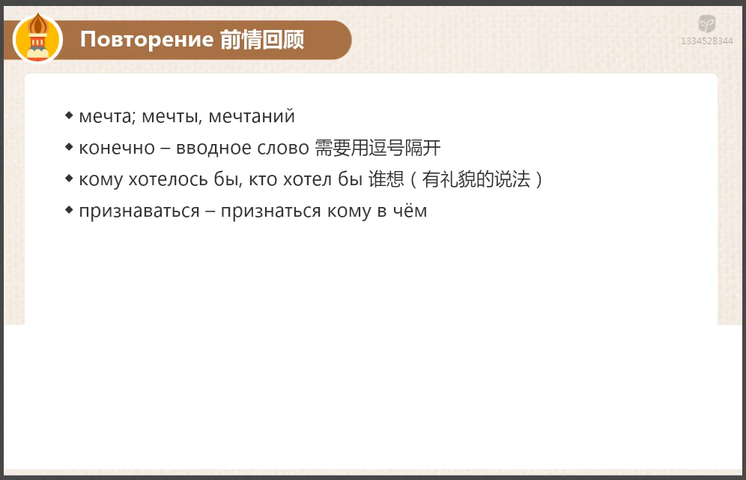 Повторение 前情回顾
1334528344
мечта; мечты, мечтаний
конечно – вводное слово 需要用逗号隔开
кому хотелось бы, кто хотел бы 谁想（有礼貌的说法）
признаваться – признаться кому в чём